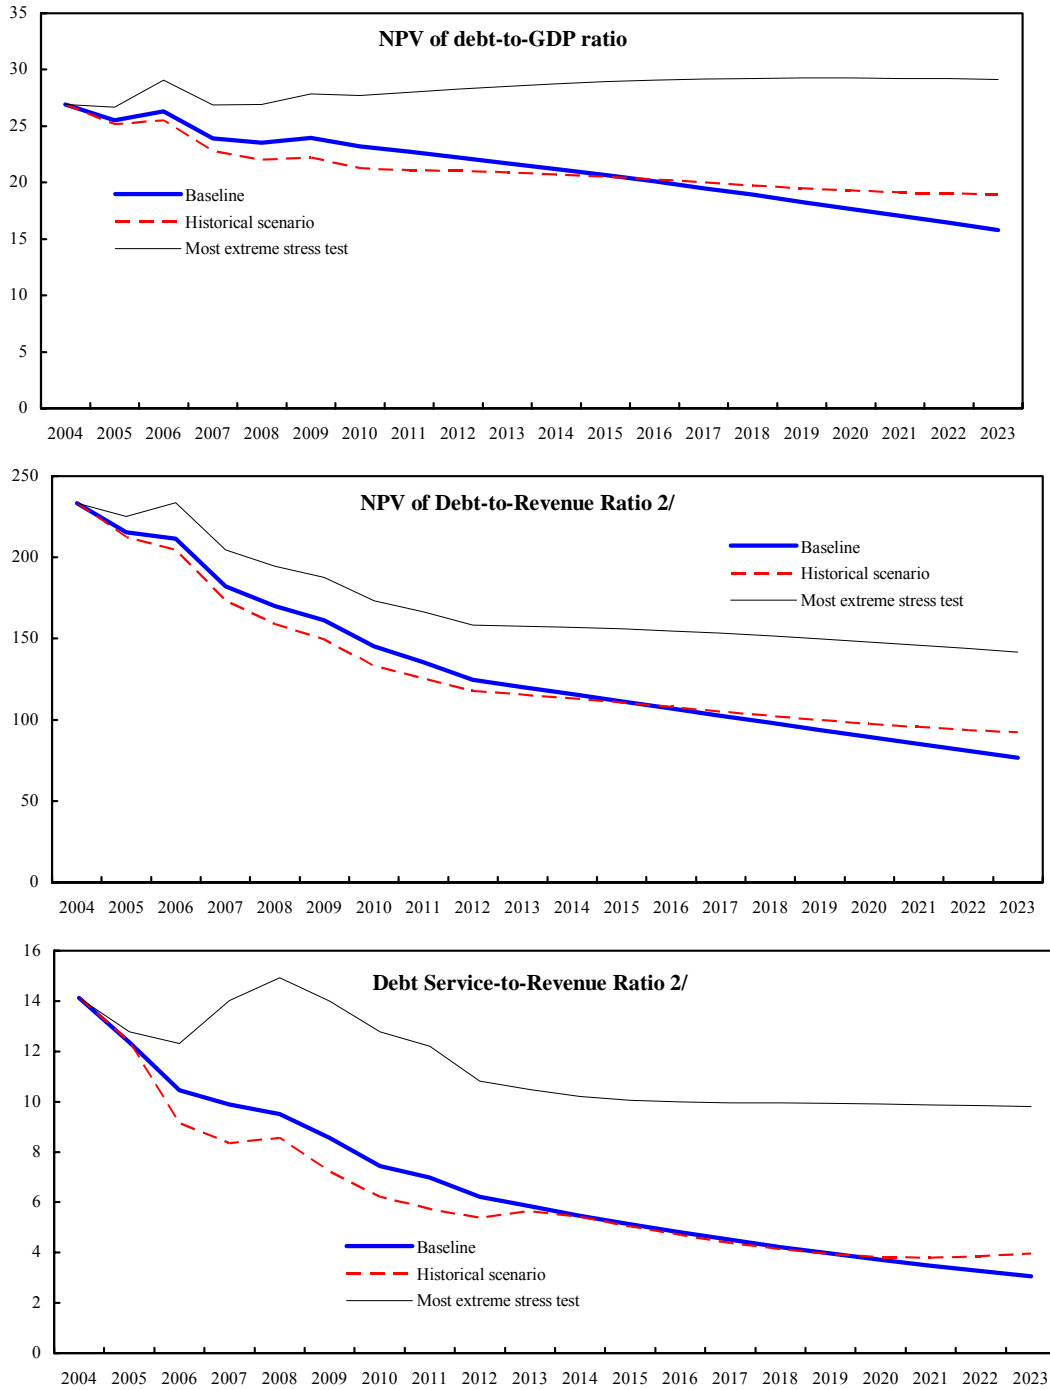 NPV of debt-to-GDP ratio
35
30
25
20
15
10
5
0
Baseline
Historical scenario
Most extreme stress test
2004 2005 2006 2007 2008 2009 2010 2011 2012 2013 2014 2015 2016 2017 2018 2019 2020 2021 2022 2023
NPV of Debt-to-Revenue Ratio 2/
250
200
150
100
50
0
Baseline
Historical scenario
Most extreme stress test
2004 2005 2006 2007 2008 2009 2010 2011 2012 2013 2014 2015 2016 2017 2018 2019 2020 2021 2022 2023
Debt Service-to-Revenue Ratio 2/
16
14
12
10
8
6
4
2
0
Baseline
Historical scenario
Most extreme stress test
2004 2005 2006 2007 2008 2009 2010 2011 2012 2013 2014 2015 2016 2017 2018 2019 2020 2021 2022 2023